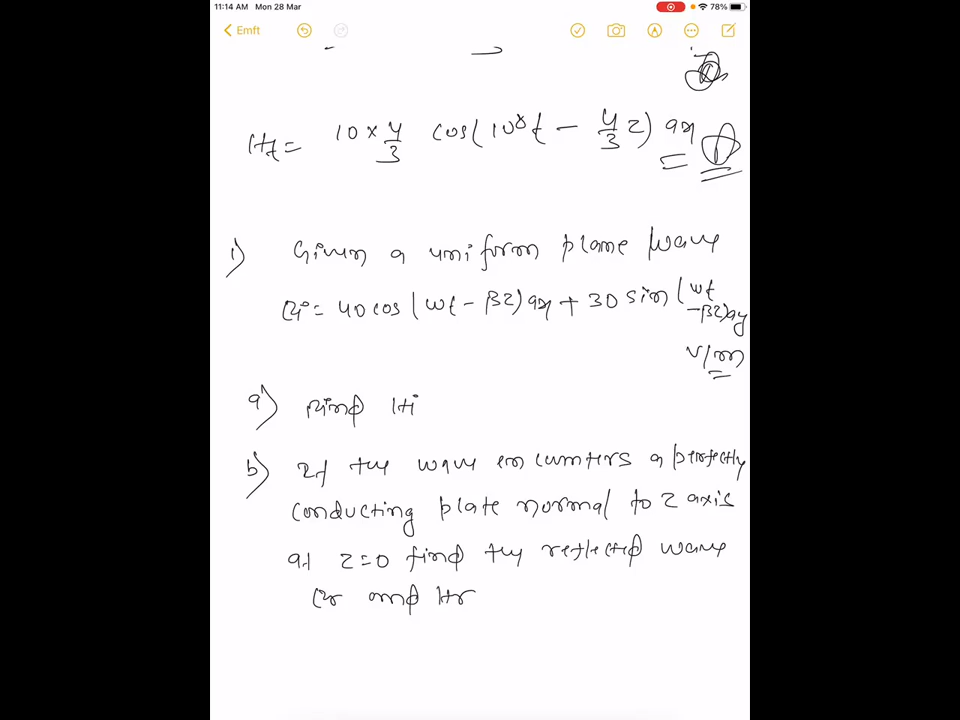 11:14 AM Mon 28 Mar 78%
Emft
Ht = 10 × 4/3 cos(10⁸t − 4/3 z) ax
1) Given a uniform plane wave
Ei = 40 cos(wt − βz)ax + 30 sin(wt
− βz)ay
V/m
a) Find Hi
b) If the wave encounters a perfectly
conducting plate normal to z axis
at z=0 find the reflected wave
Er and Hr